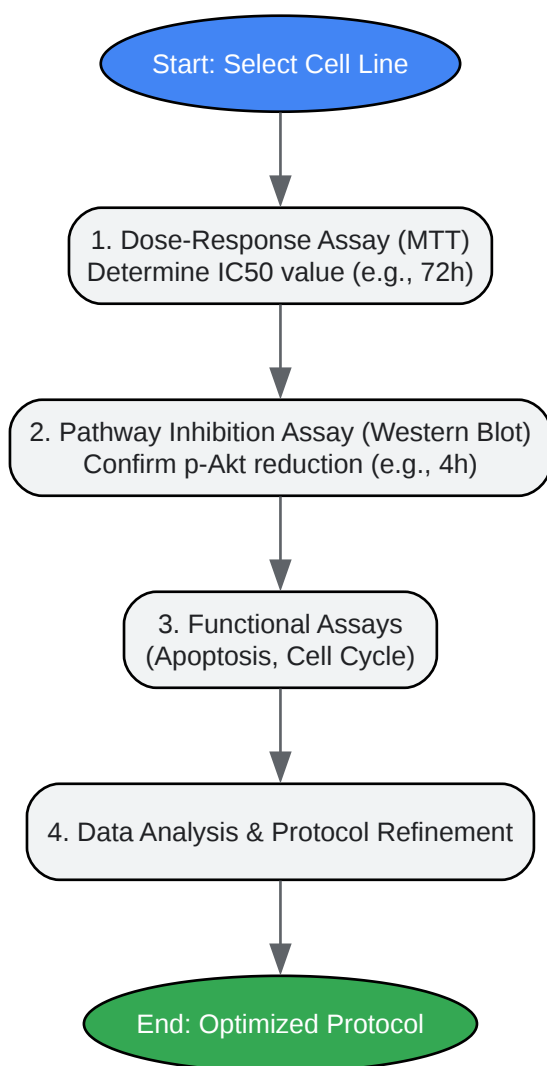 Start: Select Cell Line
1. Dose-Response Assay (MTT)
Determine IC50 value (e.g., 72h)
2. Pathway Inhibition Assay (Western Blot)
Confirm p-Akt reduction (e.g., 4h)
3. Functional Assays
(Apoptosis, Cell Cycle)
4. Data Analysis & Protocol Refinement
End: Optimized Protocol